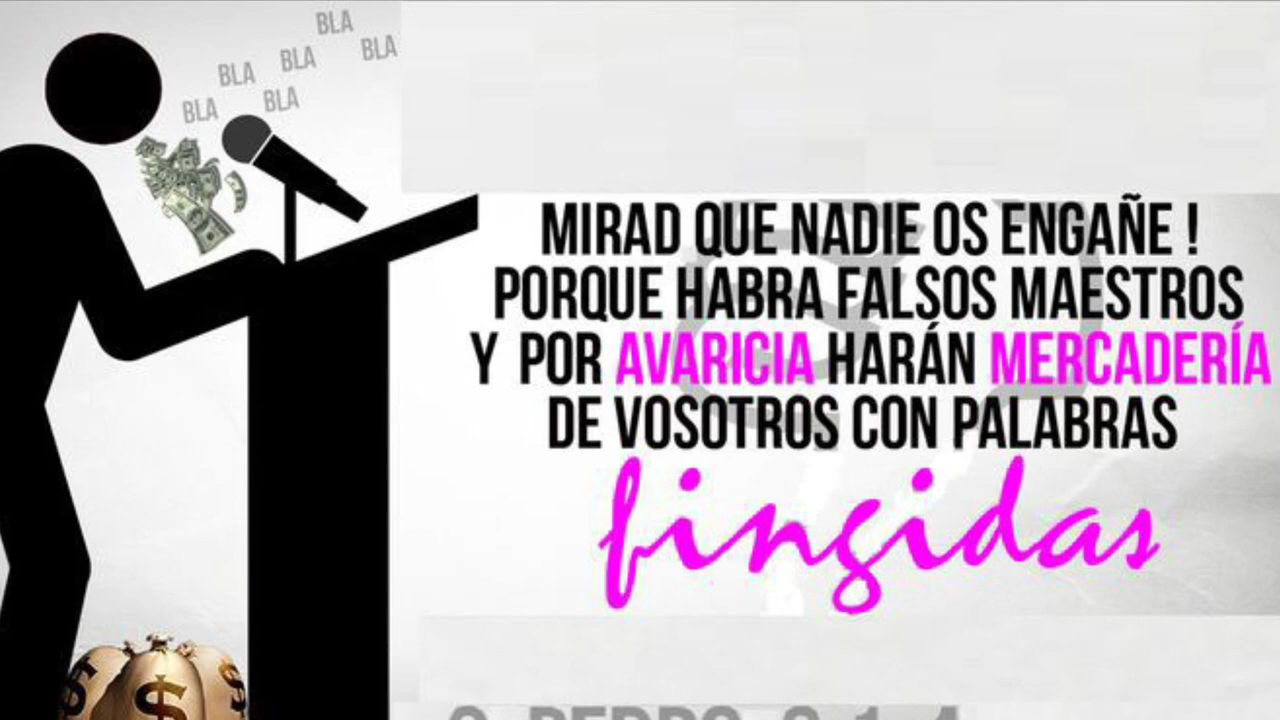 BLA
BLA
BLA
BLA
BLA
BLA
MIRAD QUE NADIE OS ENGAÑE !
PORQUE HABRA FALSOS MAESTROS
Y POR AVARICIA HARÁN MERCADERÍA
DE VOSOTROS CON PALABRAS
fingidas
$ $ $